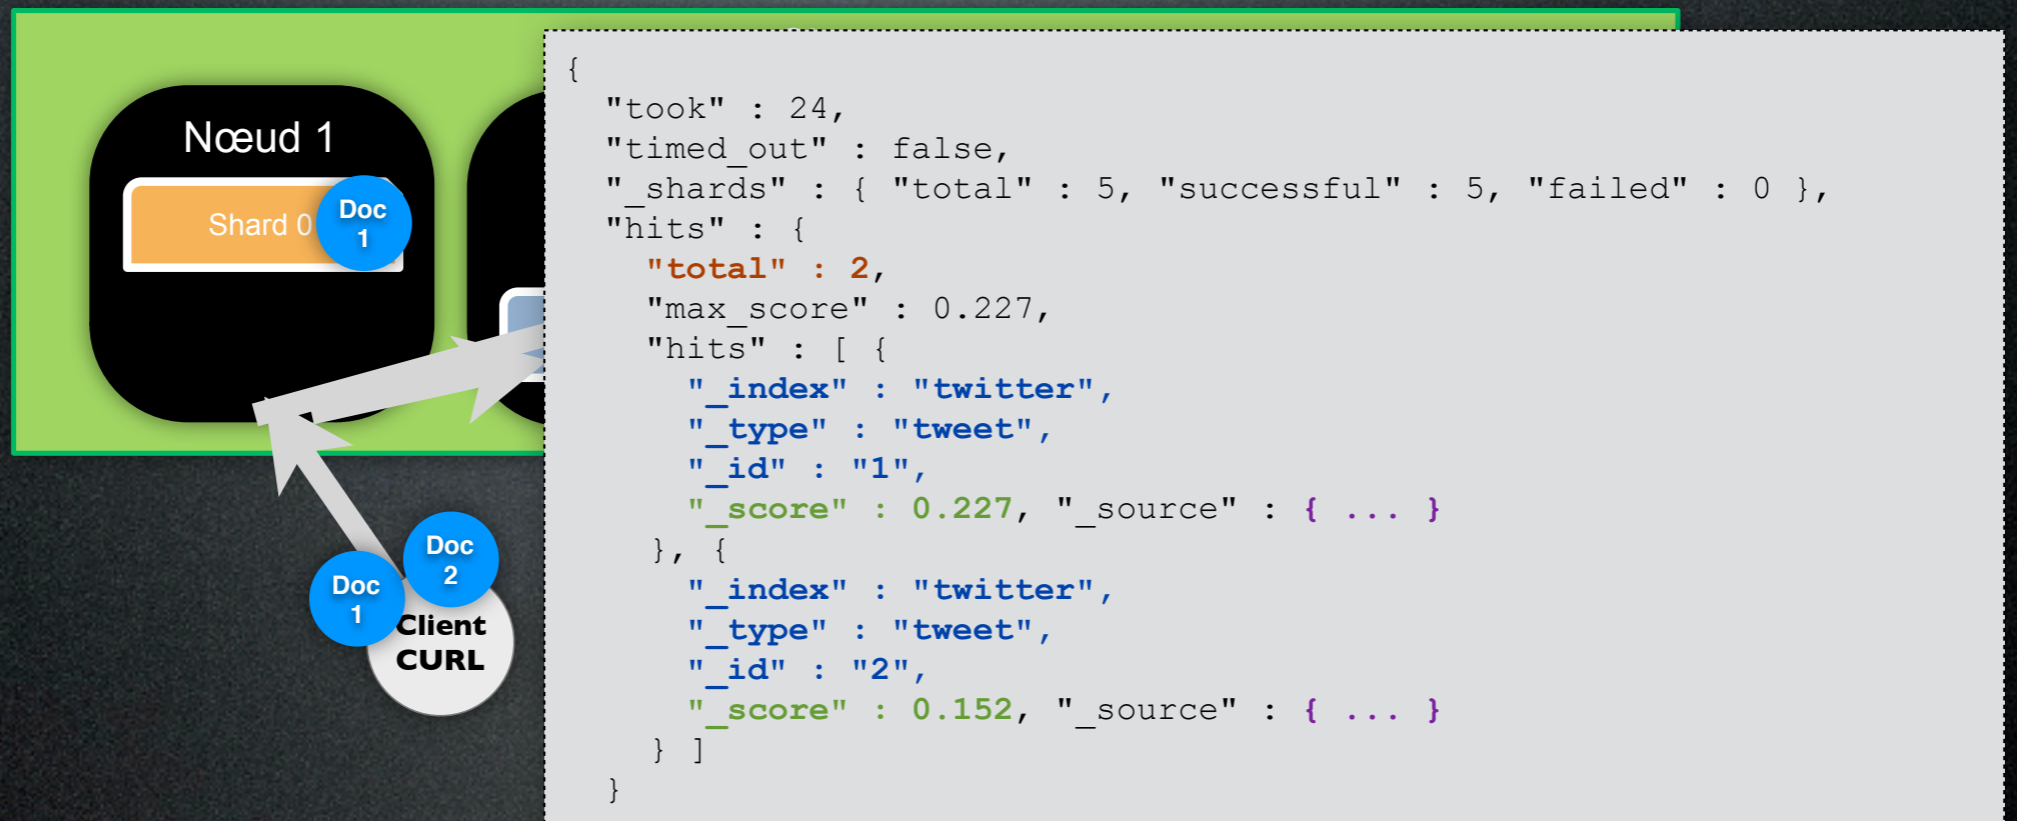 Nœud 1
Shard 0
Doc
1
Doc
2
Doc
1
Client
CURL
{
"took" : 24,
"timed_out" : false,
"_shards" : { "total" : 5, "successful" : 5, "failed" : 0 },
"hits" : {
"total" : 2,
"max_score" : 0.227,
"hits" : [ {
"_index" : "twitter",
"_type" : "tweet",
"_id" : "1",
"_score" : 0.227, "_source" : { ... }
}, {
"_index" : "twitter",
"_type" : "tweet",
"_id" : "2",
"_score" : 0.152, "_source" : { ... }
} ]
}